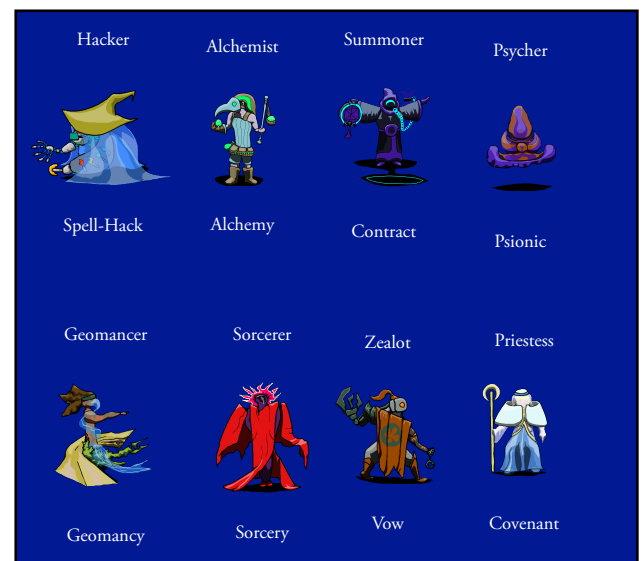 Hacker
Alchemist
Summoner
Psycher
Spell-Hack
Alchemy
Contract
Psionic
Geomancer
Sorcerer
Zealot
Priestess
Geomancy
Sorcery
Vow
Covenant